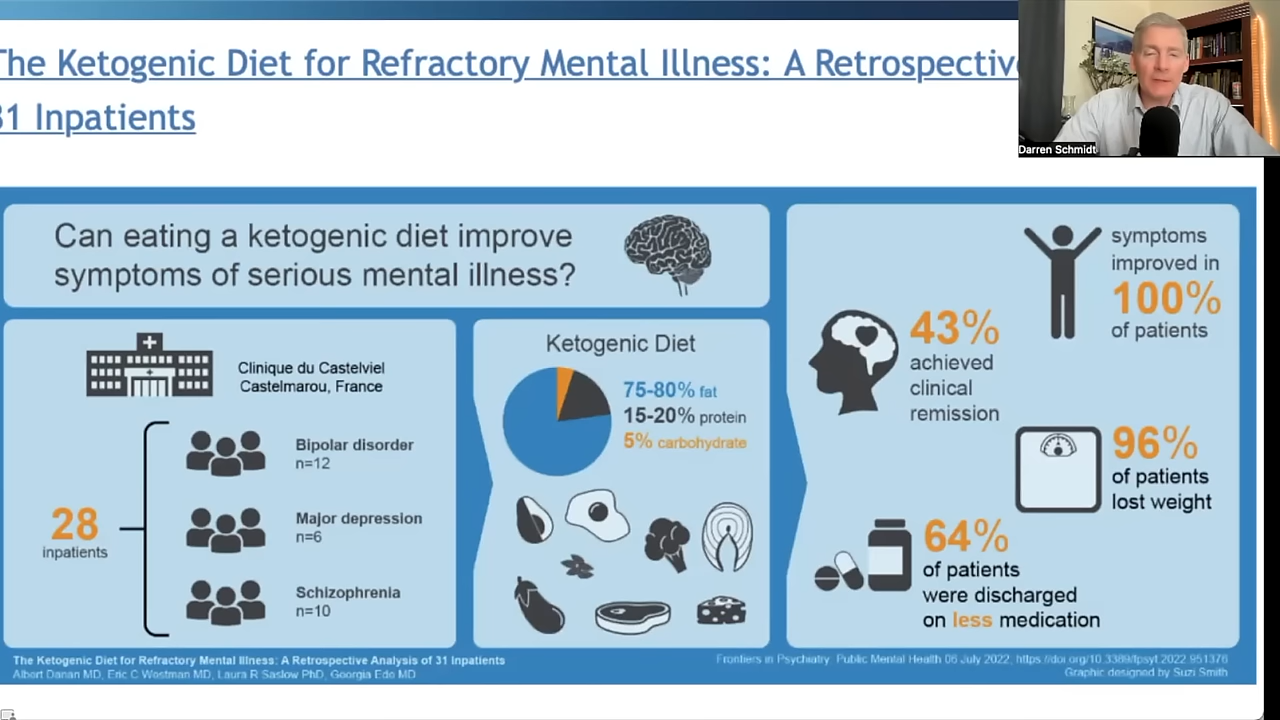 The Ketogenic Diet for Refractory Mental Illness: A Retrospective
31 Inpatients
Darren Schmidt
Can eating a ketogenic diet improve
symptoms of serious mental illness?
Clinique du Castelviel
Castelmarou, France
28
inpatients
Bipolar disorder
n=12
Major depression
n=6
Schizophrenia
n=10
Ketogenic Diet
75-80% fat
15-20% protein
5% carbohydrate
symptoms
improved in
100%
of patients
43%
achieved
clinical
remission
96%
of patients
lost weight
64%
of patients
were discharged
on less medication
The Ketogenic Diet for Refractory Mental Illness: A Retrospective Analysis of 31 Inpatients
Albert Danan MD, Eric C Westman MD, Laura R Saslow PhD, Georgia Ede MD
Frontiers in Psychiatry: Public Mental Health 06 July 2022, https://doi.org/10.3389/fpsyt.2022.951376
Graphic designed by Suzi Smith